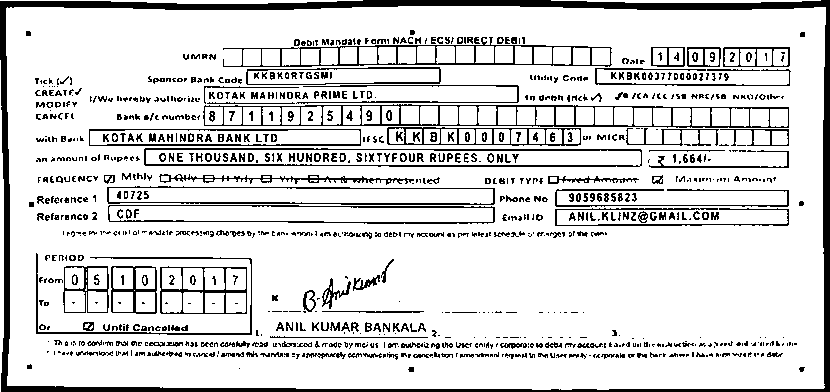 Debit Mandate Form NACH / ECS/ DIRECT DEBIT
UMRN Date 1 4 0 9 2 0 1 7
Tick (✓) Sponsor Bank Code KKBK0RTGSMI Utility Code KKBK00377000027379
CREATE✓ I/We hereby authorize KOTAK MAHINDRA PRIME LTD. to debit (tick ✓) SB /CA /CC /SB-NRE/SB-NRO/Other
MODIFY
CANCEL Bank a/c number 8 7 1 1 9 2 5 4 9 0
with Bank KOTAK MAHINDRA BANK LTD IFSC K K B K 0 0 0 7 4 6 3 or MICR
an amount of Rupees ONE THOUSAND, SIX HUNDRED, SIXTYFOUR RUPEES. ONLY ₹ 1,664/-
FREQUENCY ☑ Mthly ☐ Qtly ☐ H-Yrly ☐ Yrly ☐ As & when presented DEBIT TYPE ☐ Fixed Amount ☑ Maximum Amount
Reference 1 40725 Phone No 9059685823
Reference 2 CDF Email ID ANIL.KLINZ@GMAIL.COM
I agree for the debit of mandate processing charges by the bank whom I am authorizing to debit my account as per latest schedule of charges of the bank
PERIOD
From 0 5 1 0 2 0 1 7
To - - - - - - - -
B. Anil Kumar
Or ☑ Until Cancelled 1. ANIL KUMAR BANKALA 2. 3.
* This is to confirm that the declaration has been carefully read, understood & made by me/us. I am authorizing the User entity / corporate to debit my account based on the instruction as agreed and signed by me
* I have understood that I am authorized to cancel / amend this mandate by appropriately communicating the cancellation / amendment request to the User entity / corporate or the bank where I have authorized the debit